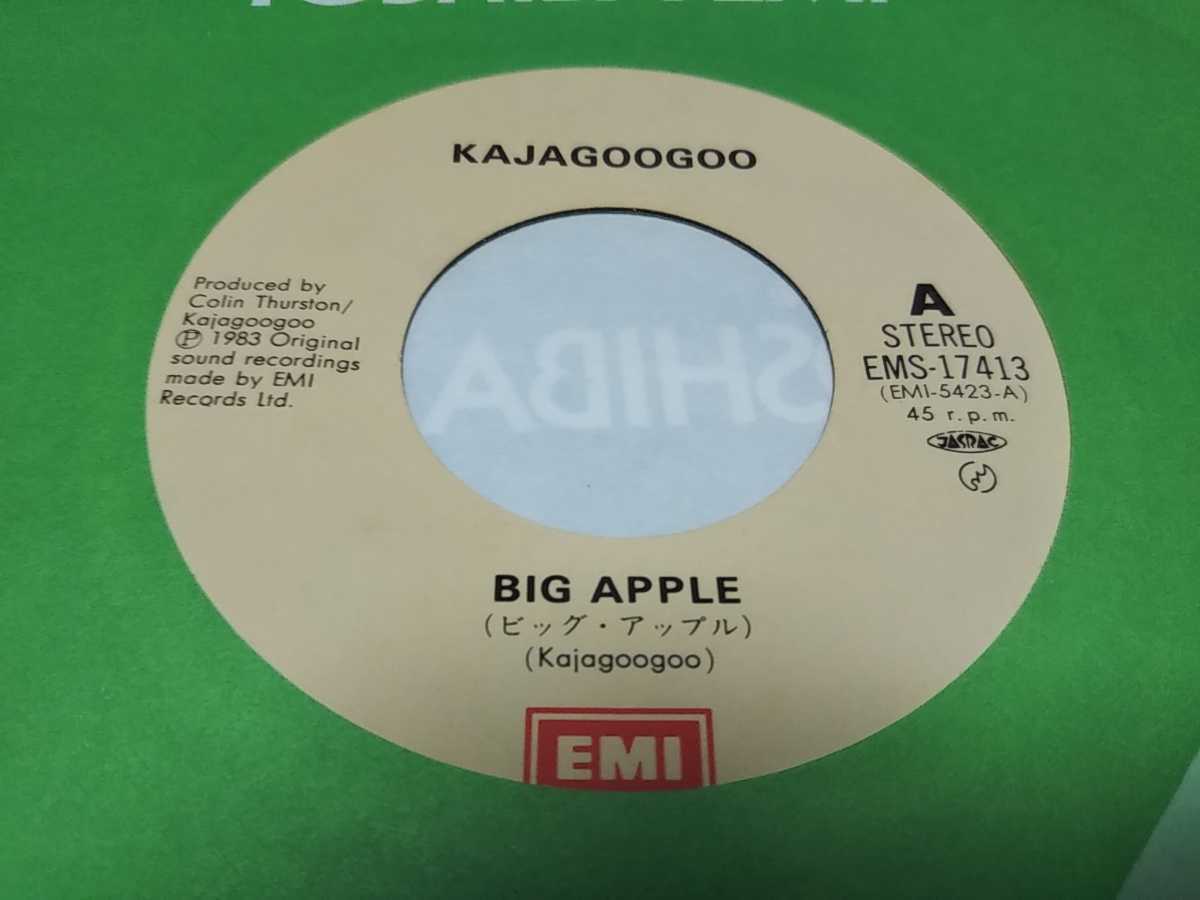 KAJAGOOGOO
Produced by
Colin Thurston/
Kajagoogoo
Ⓟ 1983 Original
sound recordings
made by EMI
Records Ltd.
A
STEREO
EMS-17413
(EMI-5423-A)
45 r.p.m.
JASRAC
BIG APPLE
(ビッグ・アップル)
(Kajagoogoo)
EMI